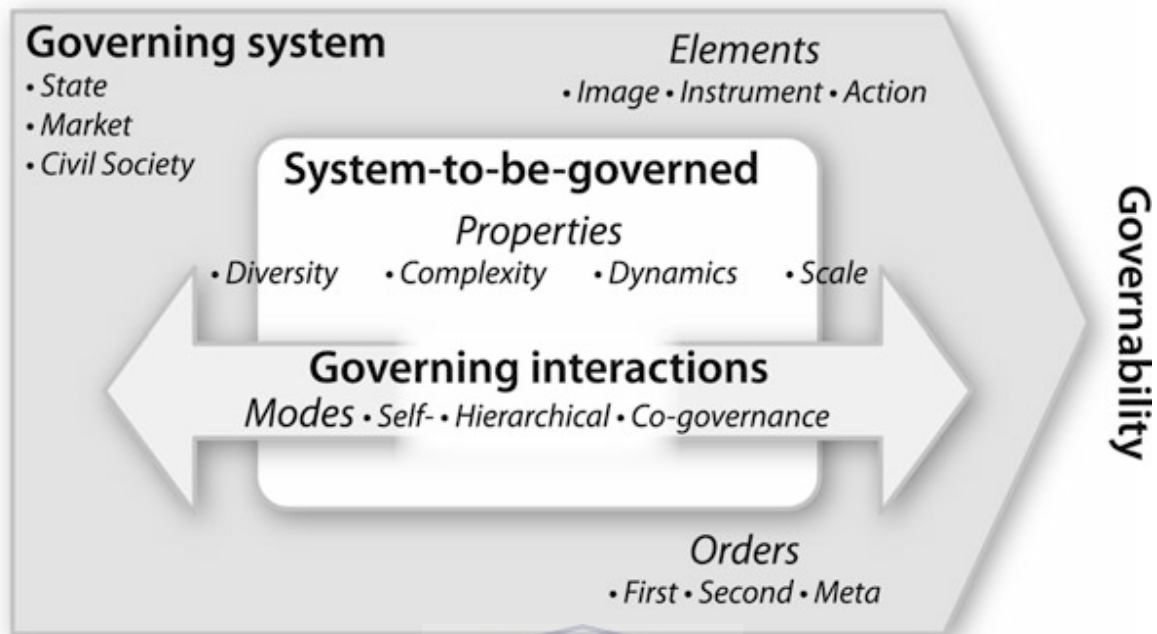 Governing system
• State
• Market
• Civil Society
Elements
• Image • Instrument • Action
System-to-be-governed
Properties
• Diversity • Complexity • Dynamics • Scale
Governing interactions
Modes • Self- • Hierarchical • Co-governance
Orders
• First • Second • Meta
Governability